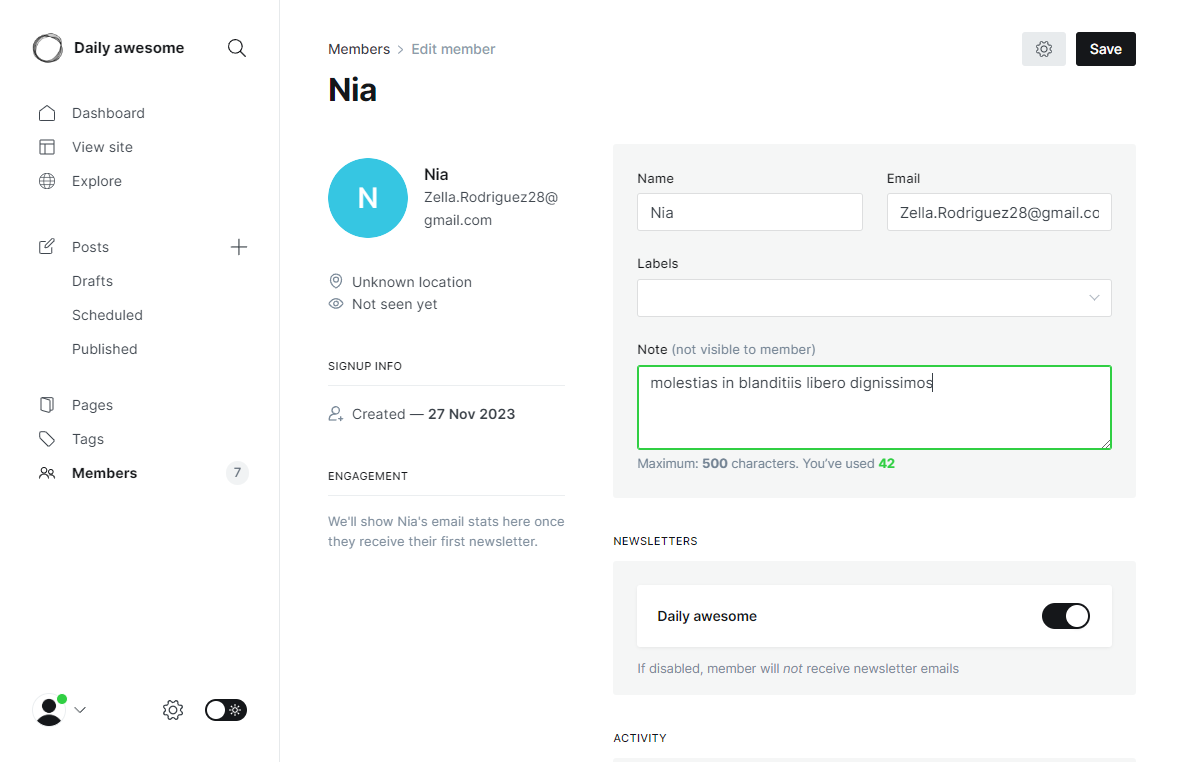 Daily awesome
Dashboard
View site
Explore
Posts
Drafts
Scheduled
Published
Pages
Tags
Members
7
Members > Edit member
Save
Nia
N
Nia
Zella.Rodriguez28@
gmail.com
Unknown location
Not seen yet
SIGNUP INFO
Created — 27 Nov 2023
ENGAGEMENT
We'll show Nia's email stats here once
they receive their first newsletter.
Name
Nia
Email
Zella.Rodriguez28@gmail.co
Labels
Note (not visible to member)
molestias in blanditiis libero dignissimos
Maximum: 500 characters. You’ve used 42
NEWSLETTERS
Daily awesome
If disabled, member will not receive newsletter emails
ACTIVITY